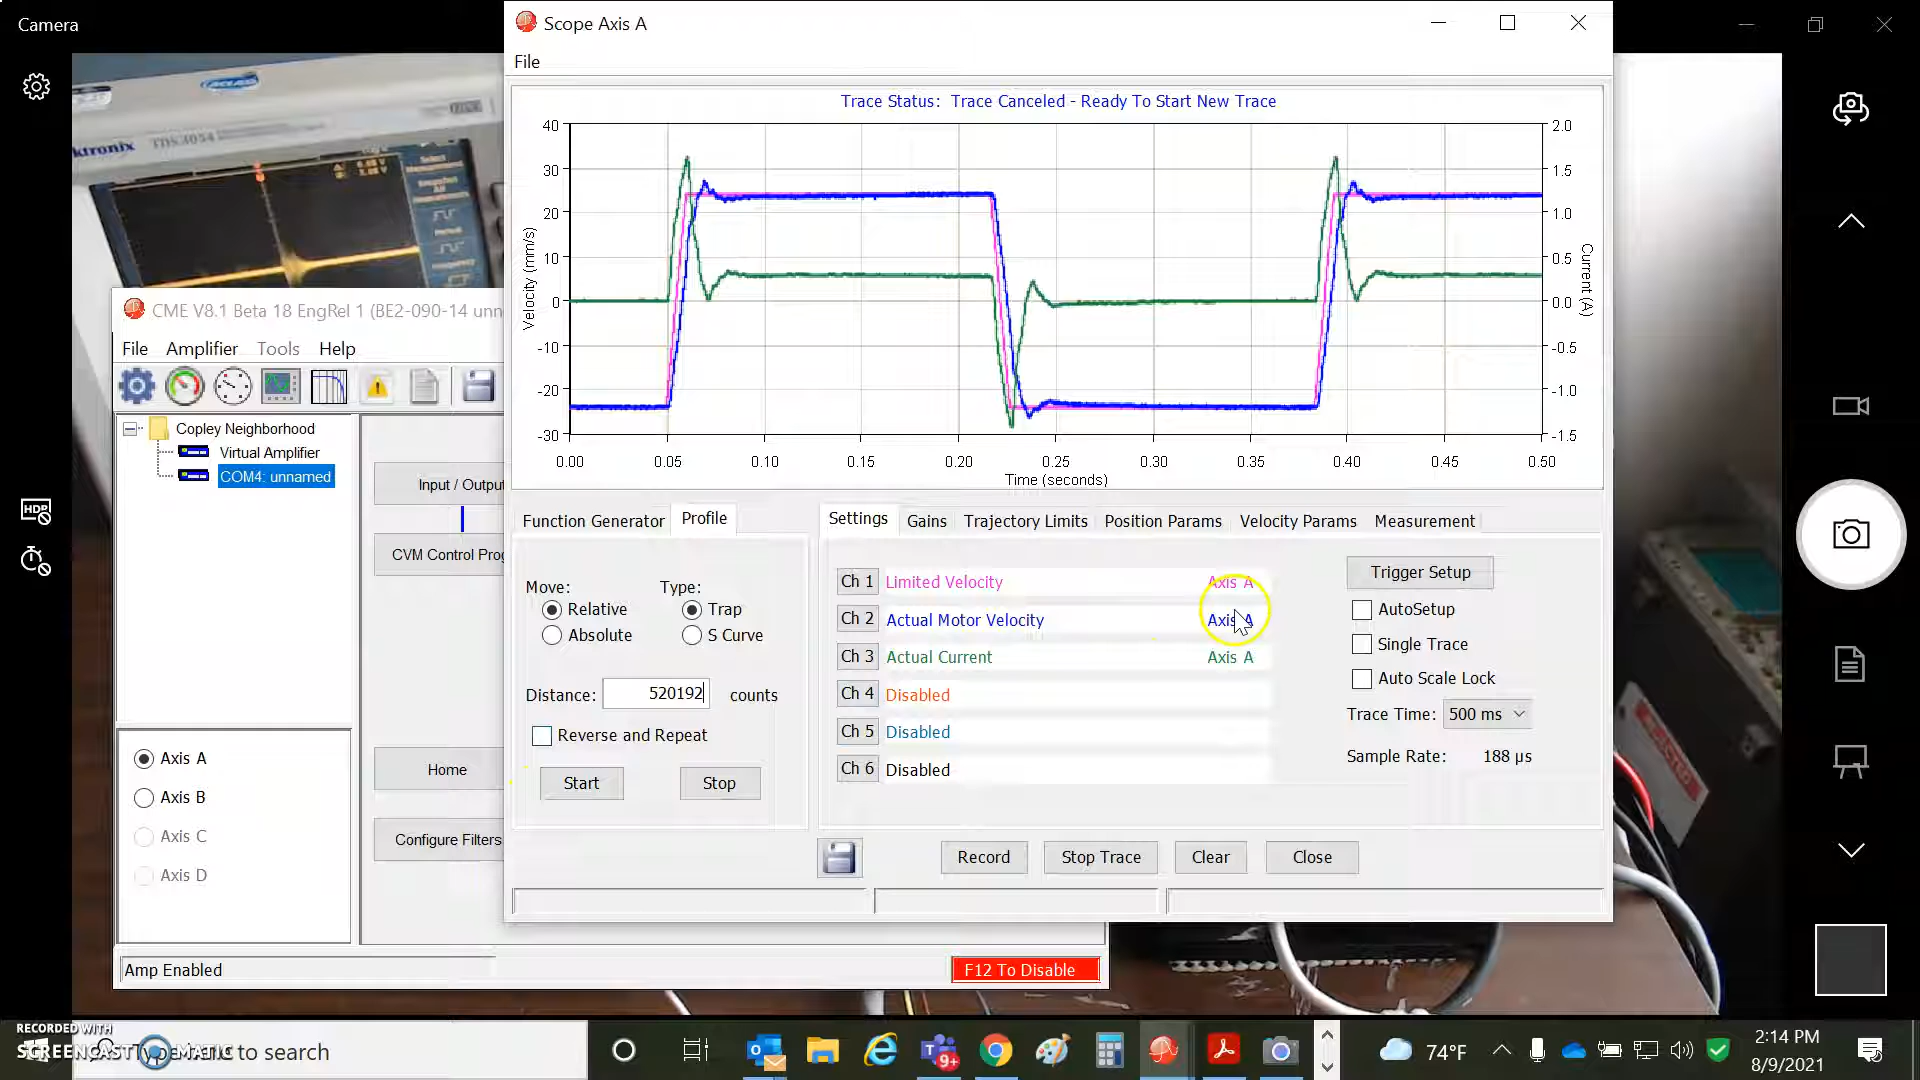 Camera
Scope Axis A
File
Trace Status: Trace Canceled - Ready To Start New Trace
40
30
20
10
0
-10
-20
-30
Velocity (mm/s)
2.0
1.5
1.0
0.5
0.0
-0.5
-1.0
-1.5
Current (A)
0.00 0.05 0.10 0.15 0.20 0.25 0.30 0.35 0.40 0.45 0.50
Time (seconds)
Function Generator Profile
Move: Type:
Relative Trap
Absolute S Curve
Distance: 520192 counts
Reverse and Repeat
Start Stop
Settings Gains Trajectory Limits Position Params Velocity Params Measurement
Ch 1 Limited Velocity Axis A
Ch 2 Actual Motor Velocity Axis A
Ch 3 Actual Current Axis A
Ch 4 Disabled
Ch 5 Disabled
Ch 6 Disabled
Trigger Setup
AutoSetup
Single Trace
Auto Scale Lock
Trace Time: 500 ms
Sample Rate: 188 µs
Record Stop Trace Clear Close
TDS3054
CME V8.1 Beta 18 EngRel 1 (BE2-090-14 unn
File Amplifier Tools Help
Copley Neighborhood
Virtual Amplifier
COM4: unnamed
Axis A
Axis B
Axis C
Axis D
Input / Outpu
CVM Control Prog
Home
Configure Filters
Amp Enabled
F12 To Disable
RECORDED WITH
SCREENCAST MATIC
to search
9+
74°F
2:14 PM
8/9/2021